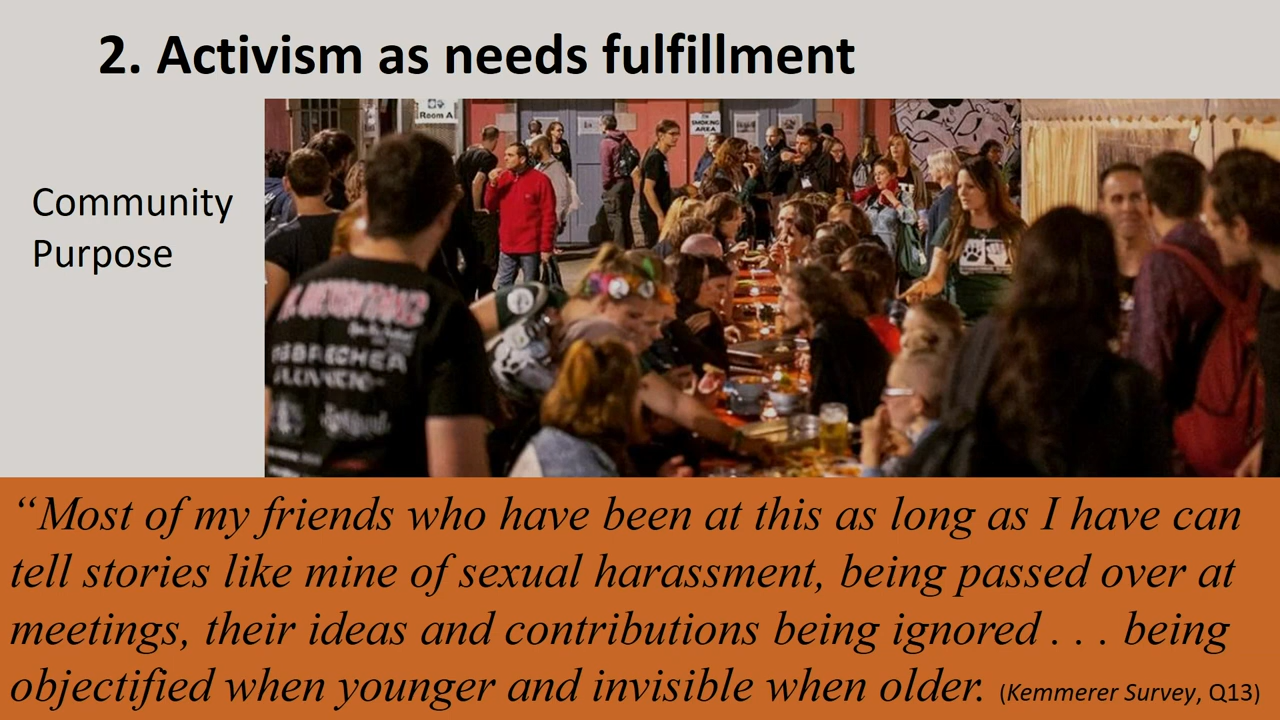 2. Activism as needs fulfillment
Room A
SMOKING
AREA
Community
Purpose
“Most of my friends who have been at this as long as I have can
tell stories like mine of sexual harassment, being passed over at
meetings, their ideas and contributions being ignored . . . being
objectified when younger and invisible when older. (Kemmerer Survey, Q13)